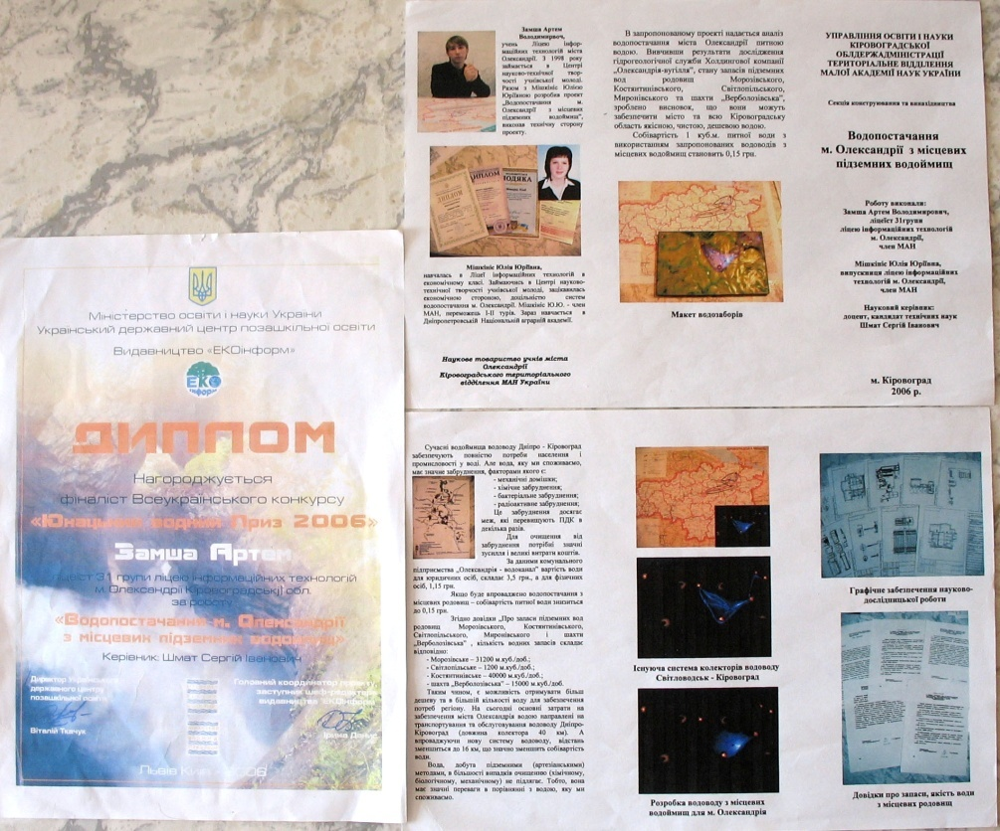 Міністерство освіти і науки України
Український державний центр позашкільної освіти
Видавництво «ЕКОінформ»
ЕКО
інформ
ДИПЛОМ
Нагороджується
фіналіст Всеукраїнського конкурсу
«Юнацький водний Приз 2006»
Замша Артем
ліцеїст 31 групи ліцею інформаційних технологій
м. Олександрії Кіровоградської обл.
за роботу
«Водопостачання м. Олександрії
з місцевих підземних водоймищ»
Керівник: Шмат Сергій Іванович
Директор Українського
державного центру
позашкільної освіти
Віталій Ткачук
Головний координатор проекту,
заступник шеф-редактора
видавництва «ЕКОінформ»
Львів Київ - 2006
Замша Артем
Володимирович,
учень Ліцею інфор-
маційних технологій міста
Олександрії. З 1998 року
займається в Центрі
науково-технічної твор-
чості учнівської молоді.
Разом з Мішкініс Юлією
Юріївною розробив проект
„Водопостачання м.
Олександрії з місцевих
підземних водоймищ",
виконав технічну сторону
проекту.
ДИПЛОМ
Мішкініс Юлія Юріївна,
навчалась в Ліцеї інформаційних технологій в
економічному класі. Займаючись в Центрі науково-
технічної творчості учнівської молоді, зацікавилась
економічною стороною, доцільністю систем
водопостачання м. Олександрії. Мішкініс Ю.Ю. - член
МАН, переможець I-II турів. Зараз навчається в
Дніпропетровській Національній аграрній академії.
Наукове товариство учнів міста
Олександрії
Кіровоградського територіального
відділення МАН України
В запропонованому проекті надається аналіз
водопостачання міста Олександрії питною
водою. Вивчивши результати дослідження
гідрогеологічної служби Холдингової компанії
„Олександрія-вугілля", стану запасів підземних
вод родовищ Морозівського,
Костянтинівського, Світлопільського,
Миронівського та шахти „Верболозівська",
зроблено висновок, що вони можуть
забезпечити місто та всю Кіровоградську
область якісною, чистою, дешевою водою.
Собівартість 1 куб.м. питної води з
використанням запропонованих водоводів з
місцевих водоймищ становить 0,15 грн.
Макет водозаборів
УПРАВЛІННЯ ОСВІТИ І НАУКИ
КІРОВОГРАДСЬКОЇ
ОБЛДЕРЖАДМІНІСТРАЦІЇ
ТЕРИТОРІАЛЬНЕ ВІДДІЛЕННЯ
МАЛОЇ АКАДЕМІЇ НАУК УКРАЇНИ
Секція конструювання та винахідництва
Водопостачання
м. Олександрії з місцевих
підземних водоймищ
Роботу виконали:
Замша Артем Володимирович,
ліцеїст 31групи
ліцею інформаційних технологій
м. Олександрії,
член МАН
Мішкініс Юлія Юріївна,
випускниця ліцею інформаційних
технологій м. Олександрії,
член МАН
Науковий керівник:
доцент, кандидат технічних наук
Шмат Сергій Іванович
м. Кіровоград
2006 р.
Сучасні водоймища водоводу Дніпро - Кіровоград
забезпечують повністю потреби населення і
промисловості у воді. Але вода, яку ми споживаємо,
має значне забруднення, факторами якого є:
- механічні домішки;
- хімічне забруднення;
- бактеріальне забруднення;
- радіоактивне забруднення;
Це забруднення досягає
меж, які перевищують ПДК в
декілька разів.
Для очищення від
забруднення потрібні значні
зусилля і великі витрати коштів.
За даними комунального
підприємства „Олександрія - водоканал" вартість води
для юридичних осіб, складає 3,5 грн., а для фізичних
осіб, 1,15 грн.
Якщо буде впроваджено водопостачання з
місцевих родовищ – собівартість питної води знизиться
до 0,15 грн.
Згідно довідки „Про запаси підземних вод
родовищ Морозівського, Костянтинівського,
Світлопільського, Миронівського і шахти
„Верболозівська" , кількість водних запасів складає
відповідно:
- Морозівське – 31200 м.куб./доб.;
- Світлопільське – 1200 м.куб./доб.;
- Костянтинівське – 40000 м.куб./доб.;
- шахта „Верболозівська" – 15000 м.куб./доб.
Таким чином, є можливість отримувати більш
дешеву та в більшій кількості воду для забезпечення
потреб регіону. На сьогодні основні затрати на
забезпечення міста Олександрія водою направлені на
транспортування та обслуговування водоводу Дніпро-
Кіровоград (довжина колектора 40 км). А
впроваджуючи нову систему водоводу, відстань
зменшиться до 16 км, що значно зменшить собівартість
води.
Вода, добута підземними (артезіанськими)
методами, в більшості випадків очищенню (хімічному,
біологічному, механічному) не підлягає. Тобто, вона
має значні переваги в порівнянні з водою, яку ми
споживаємо.
Існуюча система колекторів водоводу
Світловодськ - Кіровоград
Розробка водоводу з місцевих
водоймищ для м. Олександрія
Графічне забезпечення науково-
дослідницької роботи
Довідки про запаси, якість води
з місцевих родовищ